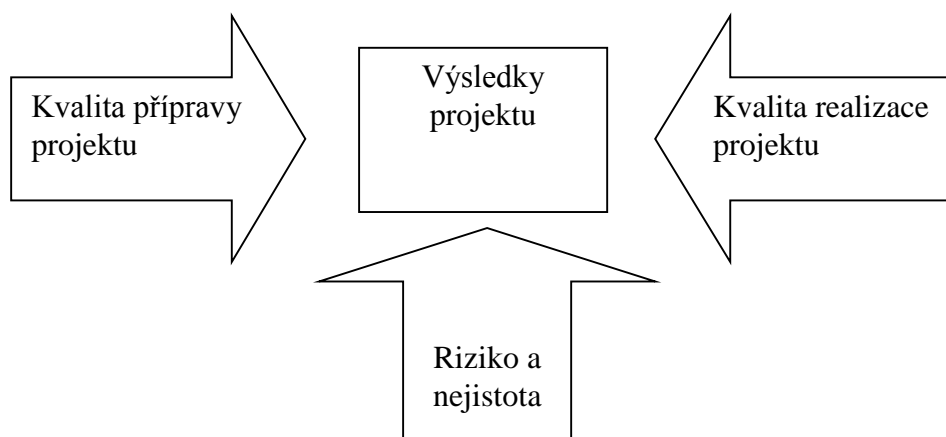 Kvalita přípravy
projektu
Výsledky
projektu
Kvalita realizace
projektu
Riziko a
nejistota